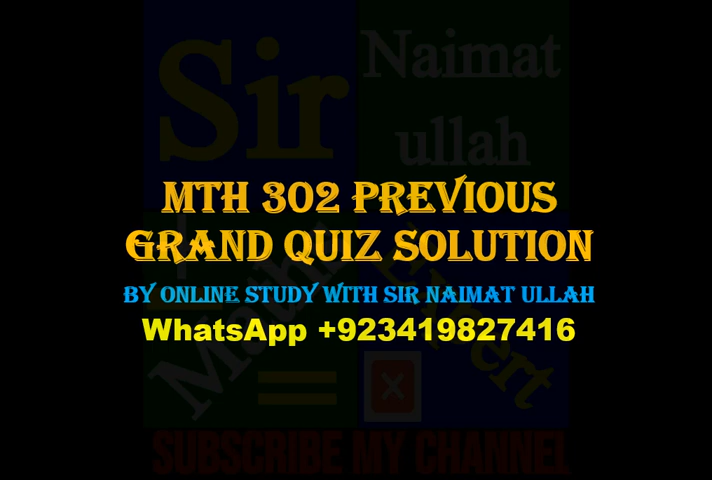 Sir
Naimat
ullah
MTH 302 PREVIOUS
GRAND QUIZ SOLUTION
BY ONLINE STUDY WITH SIR NAIMAT ULLAH
WhatsApp +923419827416
SUBSCRIBE MY CHANNEL